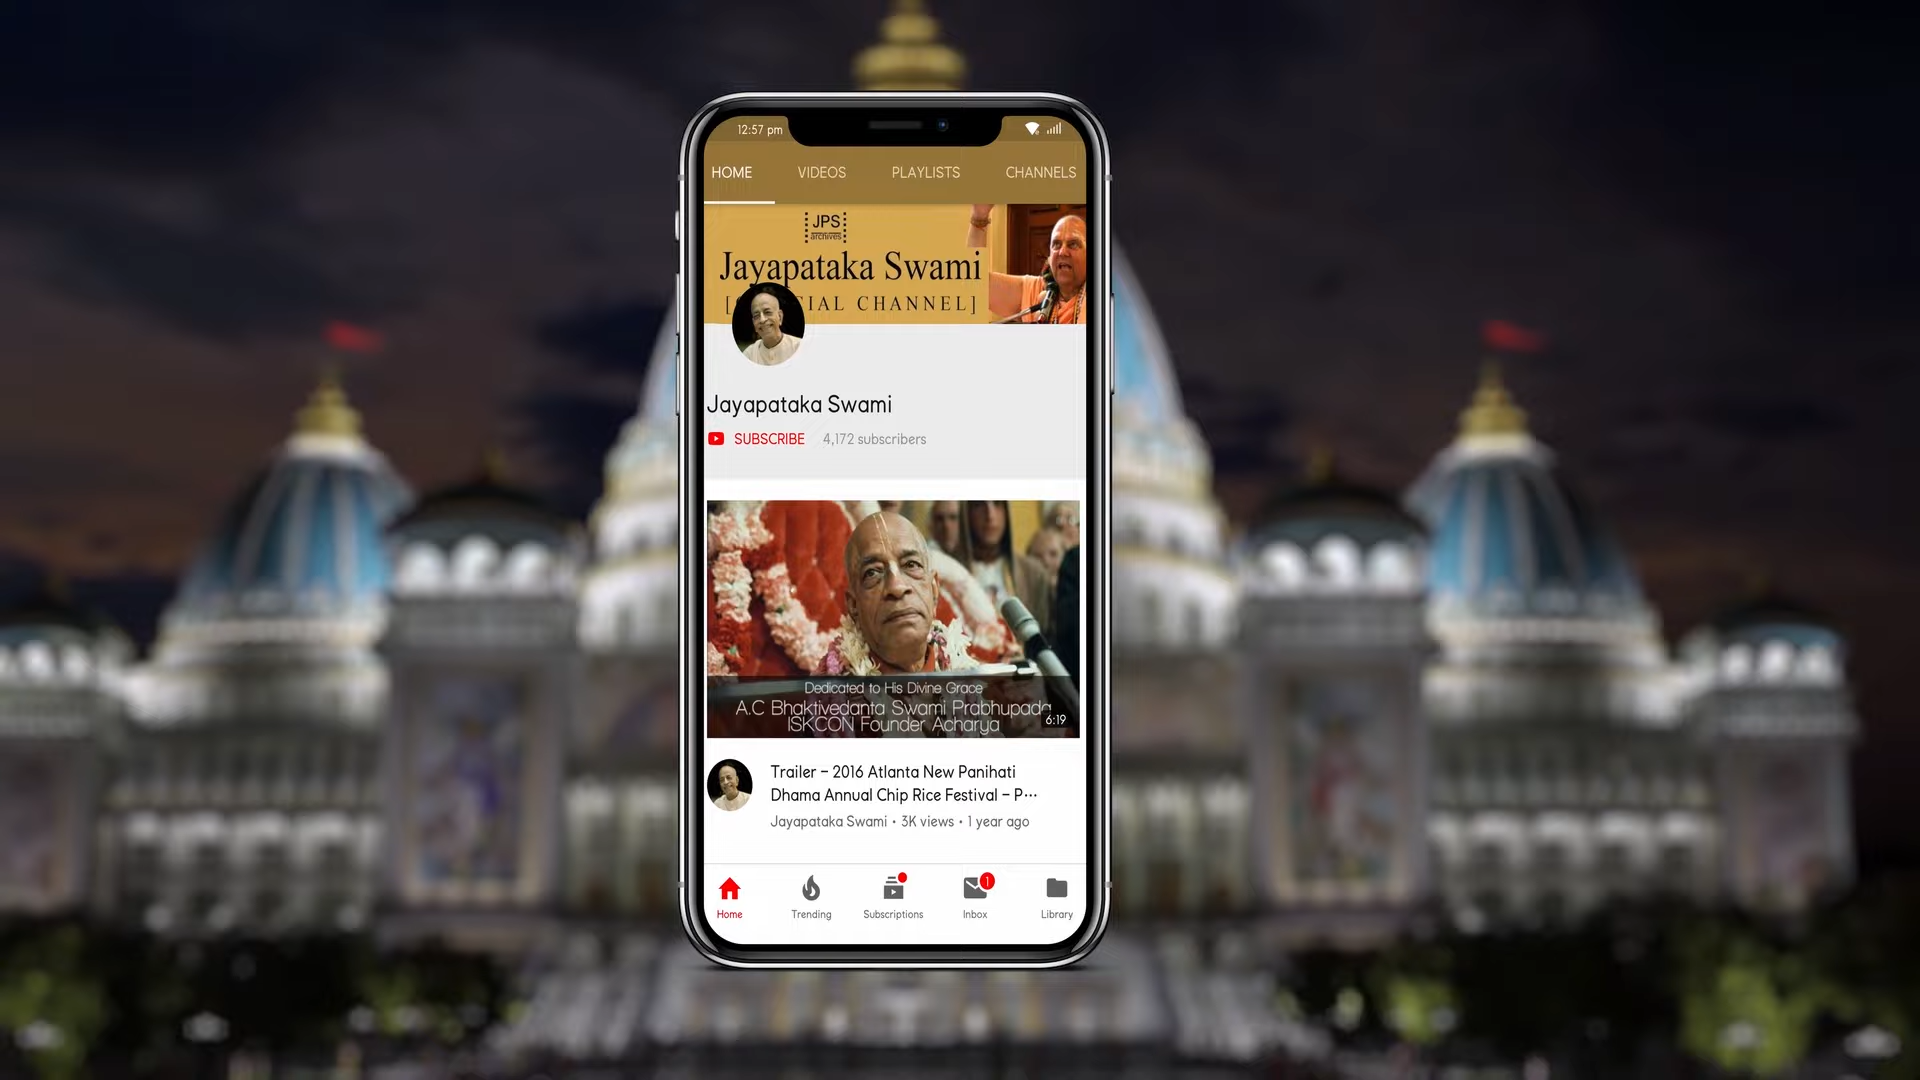 12:57 pm
HOME VIDEOS PLAYLISTS CHANNELS
JPS
archives
Jayapataka Swami
CIAL CHANNEL]
Jayapataka Swami
SUBSCRIBE 4,172 subscribers
Dedicated to His Divine Grace
A.C Bhaktivedanta Swami Prabhupada
ISKCON Founder Acharya
6:19
Trailer – 2016 Atlanta New Panihati
Dhama Annual Chip Rice Festival – P...
Jayapataka Swami • 3K views • 1 year ago
1
Home Trending Subscriptions Inbox Library